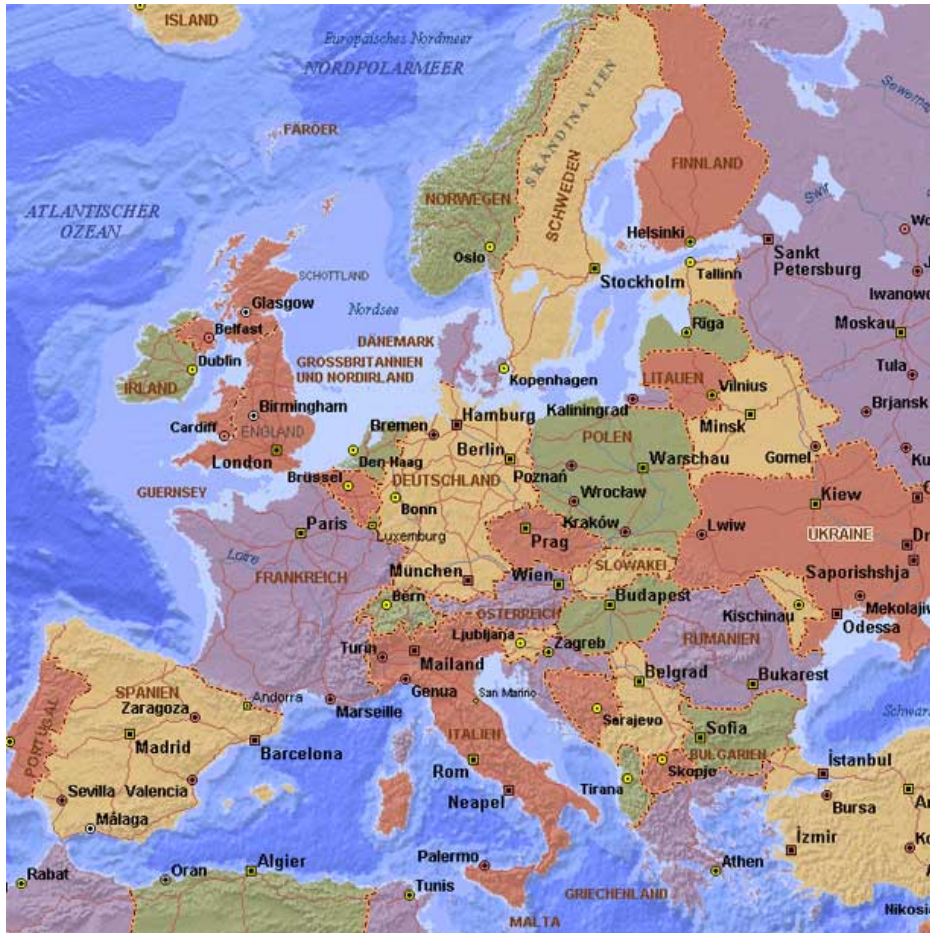 ISLAND
Europäisches Nordmeer
NORDPOLARMEER
FÄRÖER
SKANDINAVIEN
SCHWEDEN
FINNLAND
NORWEGEN
ATLANTISCHER
OZEAN
Swir
Helsinki
Sankt
Petersburg
Oslo
Tallinn
Stockholm
SCHOTTLAND
Iwanowo
Glasgow
Nordsee
Moskau
Belfast
Rīga
DÄNEMARK
Dublin
GROSSBRITANNIEN
UND NORDIRLAND
Tula
IRLAND
Kopenhagen
LITAUEN
Vilnius
Birmingham
Kaliningrad
Minsk
Brjansk
Cardiff
ENGLAND
Bremen
Hamburg
POLEN
London
Den Haag
Berlin
Poznań
Warschau
Gomel
Ku
GUERNSEY
Brüssel
DEUTSCHLAND
Bonn
Wrocław
Kiew
Paris
Luxemburg
Prag
Kraków
Lwiw
UKRAINE
Loire
FRANKREICH
München
Wien
SLOWAKEI
Saporishshja
Bern
ÖSTERREICH
Budapest
Kischinau
Mekolajiw
Odessa
Turin
Mailand
Ljubljana
Zagreb
RUMÄNIEN
Genua
San Marino
Belgrad
Bukarest
SPANIEN
Andorra
Marseille
Zaragoza
PORTUGAL
Madrid
Barcelona
ITALIEN
Sarajevo
Sofia
BULGARIEN
Schwarz
Rom
Tirana
Skopje
İstanbul
Sevilla
Valencia
Neapel
Bursa
Málaga
İzmir
Rabat
Oran
Algier
Palermo
Tunis
Athen
GRIECHENLAND
MALTA
Nikosia